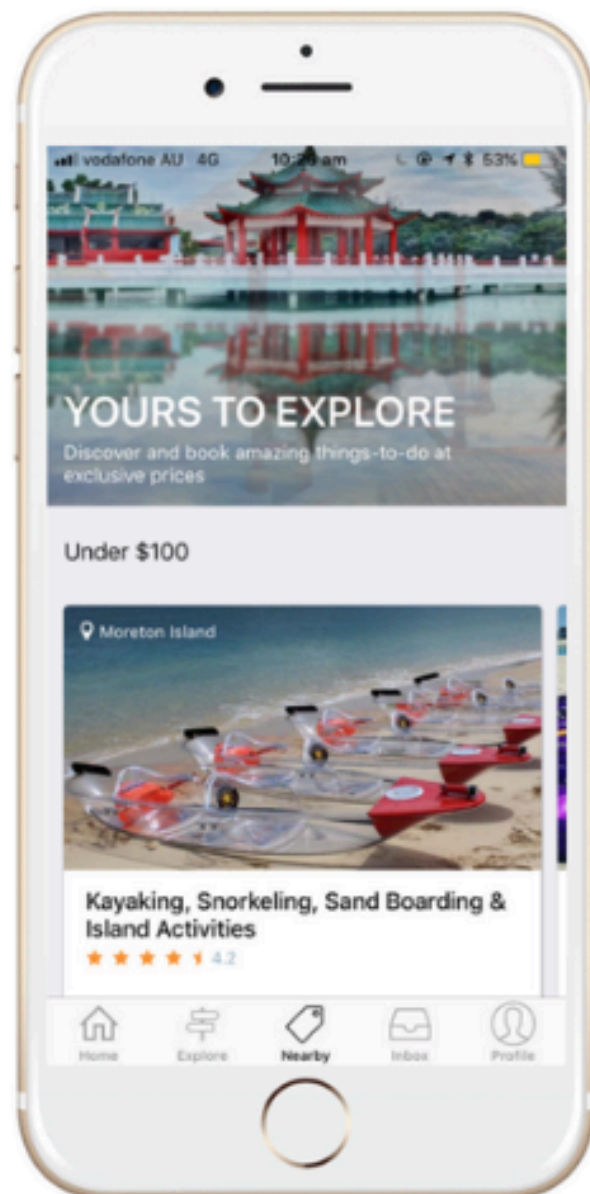 vodafone AU 4G
am
53%
YOURS TO EXPLORE
Discover and book amazing things-to-do at
exclusive prices
Under $100
Moreton Island
Kayaking, Snorkeling, Sand Boarding &
Island Activities
4.2
Home Explore Nearby Inbox Profile